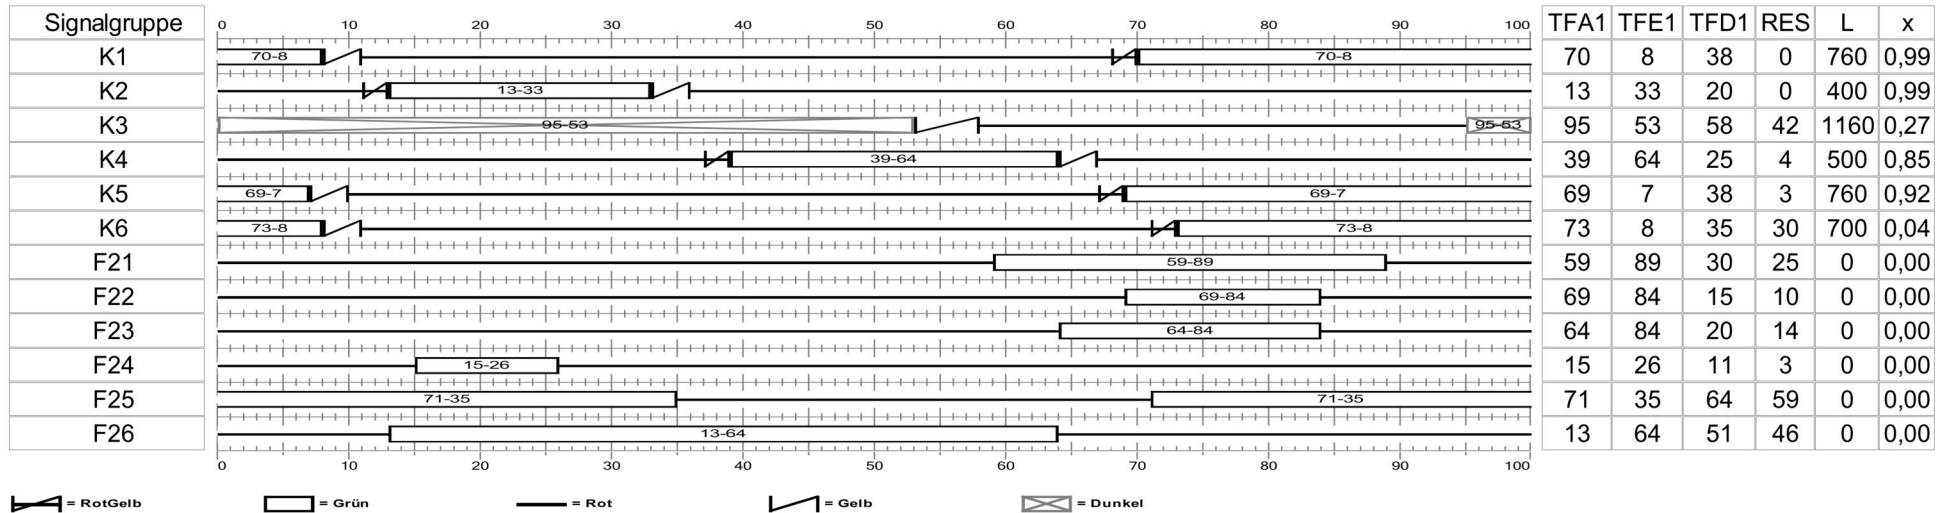 Signalgruppe 0 10 20 30 40 50 60 70 80 90 100 TFA1 TFE1 TFD1 RES L x
K1 70-8 70-8 70 8 38 0 760 0,99
K2 13-33 13 33 20 0 400 0,99
K3 95-53 95-53 95 53 58 42 1160 0,27
K4 39-64 39 64 25 4 500 0,85
K5 69-7 69-7 69 7 38 3 760 0,92
K6 73-8 73-8 73 8 35 30 700 0,04
F21 59-89 59 89 30 25 0 0,00
F22 69-84 69 84 15 10 0 0,00
F23 64-84 64 84 20 14 0 0,00
F24 15-26 15 26 11 3 0 0,00
F25 71-35 71-35 71 35 64 59 0 0,00
F26 13-64 13 64 51 46 0 0,00
0 10 20 30 40 50 60 70 80 90 100
= RotGelb = Grün = Rot = Gelb = Dunkel